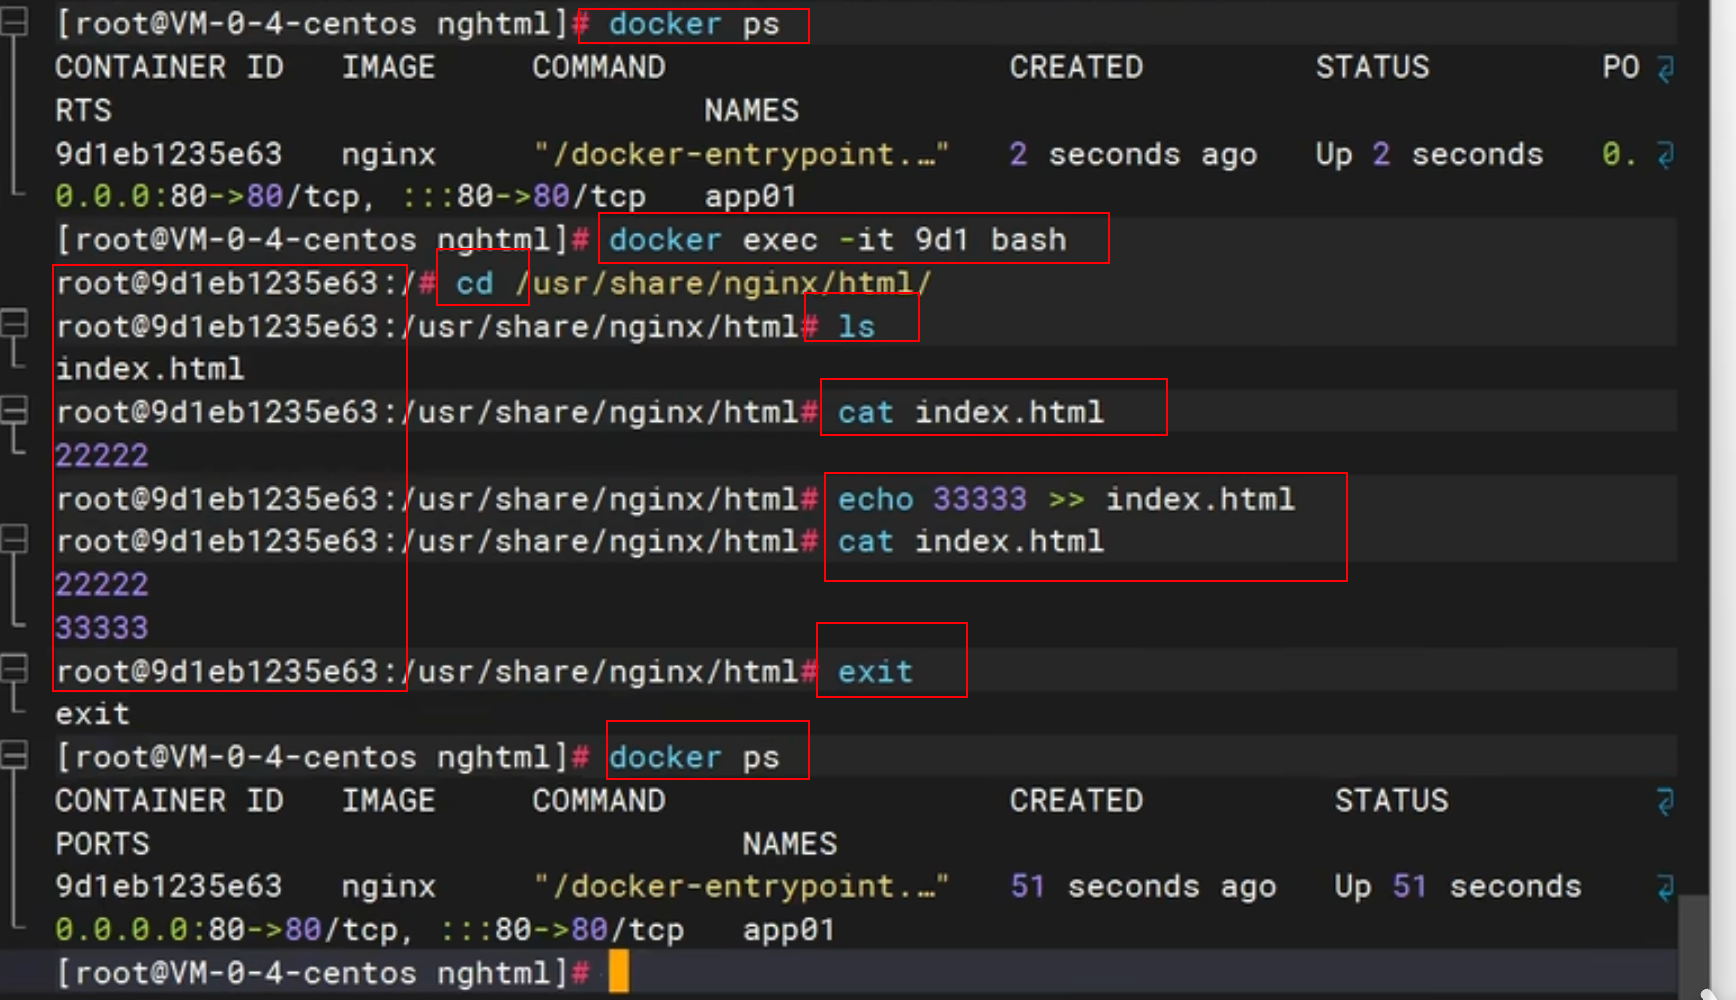 [root@VM-0-4-centos nghtml]# docker ps
CONTAINER ID   IMAGE     COMMAND                  CREATED         STATUS         PO
RTS                               NAMES
9d1eb1235e63   nginx     "/docker-entrypoint.…"   2 seconds ago   Up 2 seconds   0.
0.0.0:80->80/tcp, :::80->80/tcp   app01
[root@VM-0-4-centos nghtml]# docker exec -it 9d1 bash
root@9d1eb1235e63:/# cd /usr/share/nginx/html/
root@9d1eb1235e63:/usr/share/nginx/html# ls
index.html
root@9d1eb1235e63:/usr/share/nginx/html# cat index.html
22222
root@9d1eb1235e63:/usr/share/nginx/html# echo 33333 >> index.html
root@9d1eb1235e63:/usr/share/nginx/html# cat index.html
22222
33333
root@9d1eb1235e63:/usr/share/nginx/html# exit
exit
[root@VM-0-4-centos nghtml]# docker ps
CONTAINER ID   IMAGE     COMMAND                  CREATED          STATUS
PORTS                               NAMES
9d1eb1235e63   nginx     "/docker-entrypoint.…"   51 seconds ago   Up 51 seconds
0.0.0.0:80->80/tcp, :::80->80/tcp   app01
[root@VM-0-4-centos nghtml]#